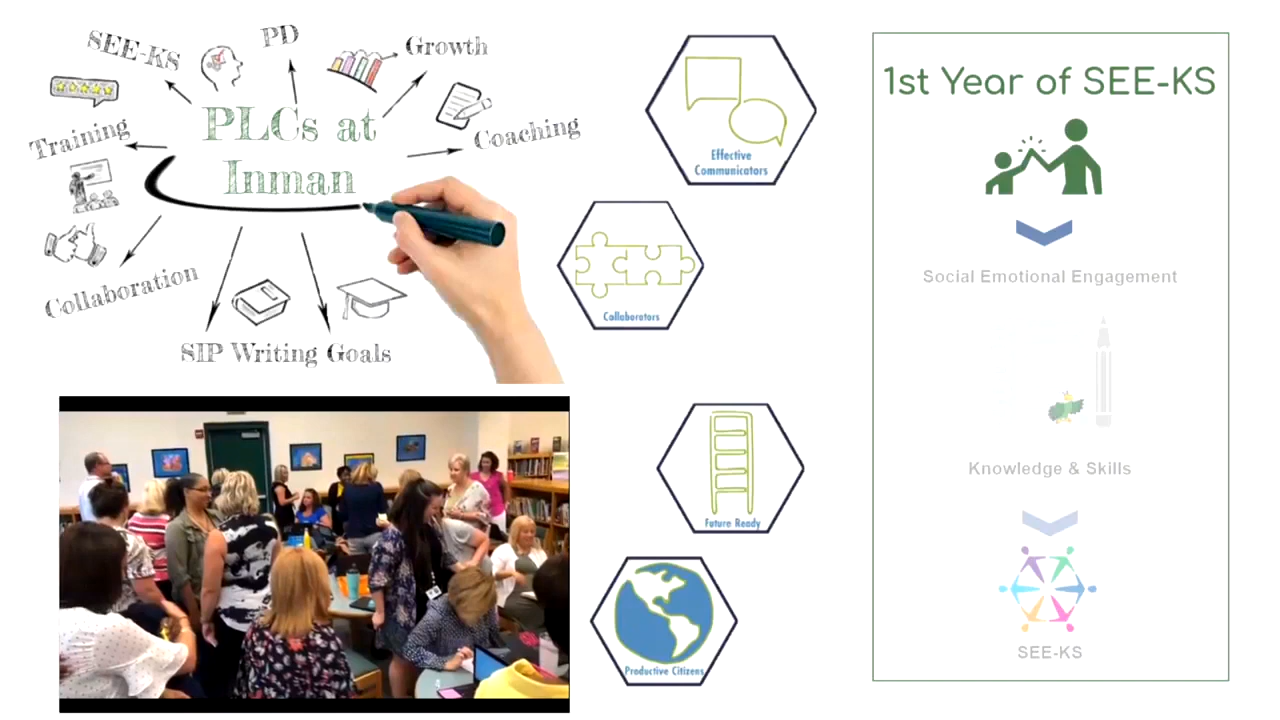 SEE-KS
PD
Growth
PLCs at
Inman
Training
Coaching
Collaboration
SIP Writing Goals
Effective
Communicators
Collaborators
Future Ready
Productive Citizens
1st Year of SEE-KS
Social Emotional Engagement
Knowledge & Skills
SEE-KS